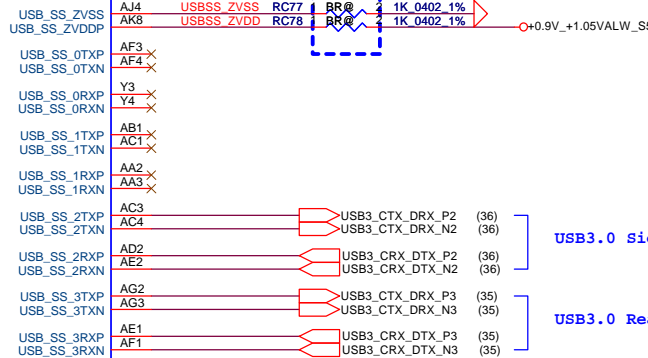 USB_SS_ZVSS AJ4 USBSS_ZVSS RC77 1 BR@ 2 1K_0402_1%
USB_SS_ZVDDP AK8 USBSS_ZVDD RC78 1 BR@ 2 1K_0402_1%
+0.9V_+1.05VALW_S5
USB_SS_0TXP AF3
USB_SS_0TXN AF4
USB_SS_0RXP Y3
USB_SS_0RXN Y4
USB_SS_1TXP AB1
USB_SS_1TXN AC1
USB_SS_1RXP AA2
USB_SS_1RXN AA3
USB_SS_2TXP AC3 USB3_CTX_DRX_P2 (36)
USB_SS_2TXN AC4 USB3_CTX_DRX_N2 (36)
USB3.0 Si
USB_SS_2RXP AD2 USB3_CRX_DTX_P2 (36)
USB_SS_2RXN AE2 USB3_CRX_DTX_N2 (36)
USB_SS_3TXP AG2 USB3_CTX_DRX_P3 (35)
USB_SS_3TXN AG3 USB3_CTX_DRX_N3 (35)
USB3.0 Re
USB_SS_3RXP AE1 USB3_CRX_DTX_P3 (35)
USB_SS_3RXN AF1 USB3_CRX_DTX_N3 (35)